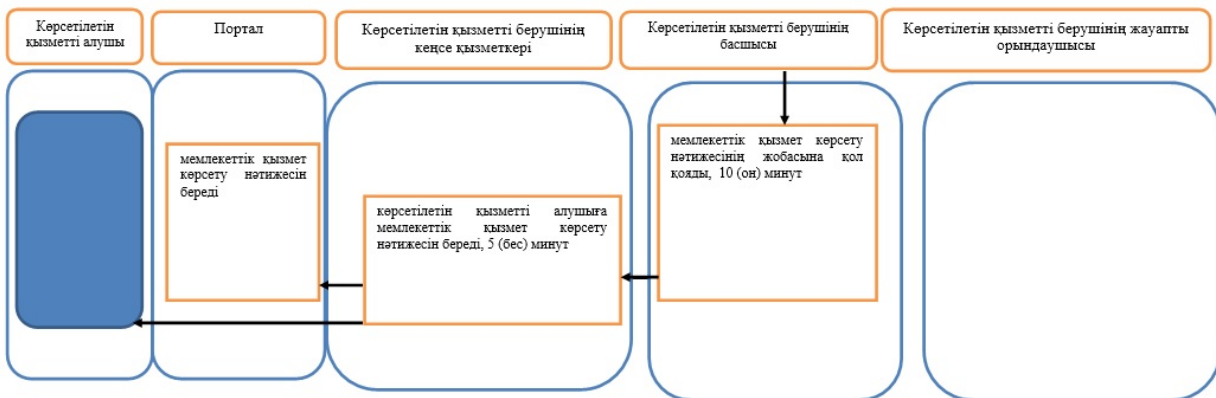 Көрсетілетін
қызметті алушы
Портал
Көрсетілетін қызметті берушінің
кеңсе қызметкері
Көрсетілетін қызметті берушінің
басшысы
Көрсетілетін қызметті берушінің жауапты
орындаушысы
мемлекеттік қызмет
көрсету нәтижесін
береді
көрсетілетін қызметті алушыға
мемлекеттік қызмет көрсету
нәтижесін береді, 5 (бес) минут
мемлекеттік қызмет көрсету
нәтижесінің жобасына қол
қояды, 10 (он) минут